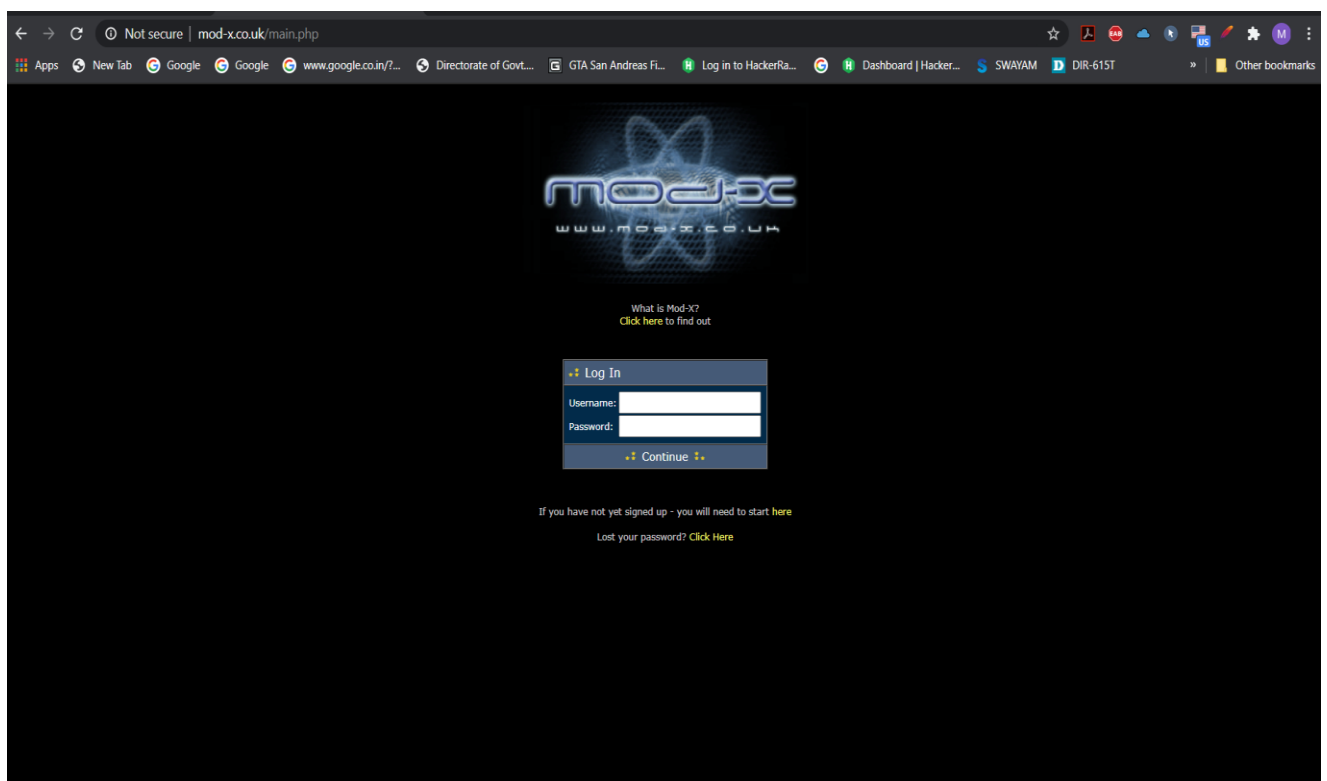 Not secure | mod-x.co.uk/main.php
EAB US M
Apps New Tab Google Google www.google.co.in/?... Directorate of Govt.... G GTA San Andreas Fi... H Log in to HackerRa... G H Dashboard | Hacker... S SWAYAM D DIR-615T » Other bookmarks
mod-x
www.mod-x.co.uk
What is Mod-X?
Click here to find out
Log In
Username:
Password:
Continue
If you have not yet signed up - you will need to start here
Lost your password? Click Here